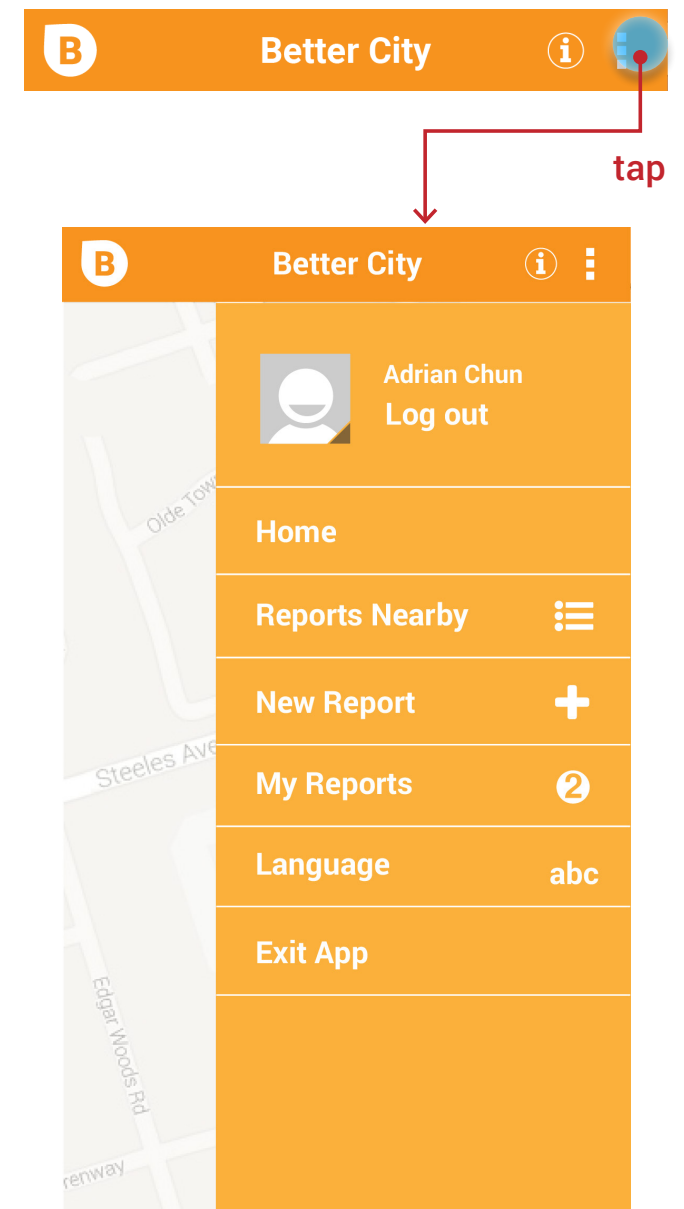 B
Better City
i
tap
B
Better City
i
Adrian Chun
Log out
Olde Tow
Home
Reports Nearby
New Report
Steeles Ave
My Reports
2
Language
abc
Exit App
Edgar Woods Rd
renway